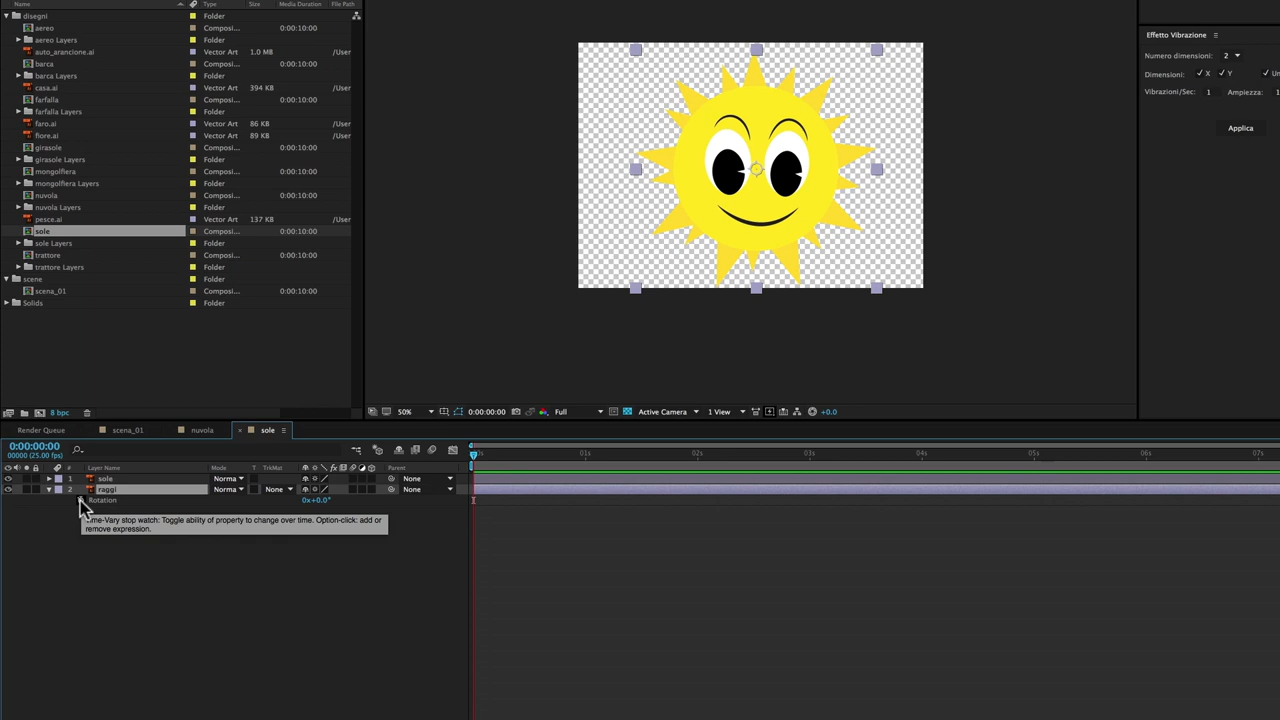 Name Type Size Media Duration File Path
disegni Folder
aereo Composi... 0:00:10:00
aereo Layers Folder
auto_arancione.ai Vector Art 1.0 MB /User
barca Composi... 0:00:10:00
barca Layers Folder
casa.ai Vector Art 394 KB /User
farfalla Composi... 0:00:10:00
farfalla Layers Folder
faro.ai Vector Art 86 KB /User
fiore.ai Vector Art 89 KB /User
girasole Composi... 0:00:10:00
girasole Layers Folder
mongolfiera Composi... 0:00:10:00
mongolfiera Layers Folder
nuvola Composi... 0:00:10:00
nuvola Layers Folder
pesce.ai Vector Art 137 KB /User
sole Composi... 0:00:10:00
sole Layers Folder
trattore Composi... 0:00:10:00
trattore Layers Folder
scene Folder
scena_01 Composi... 0:00:10:00
Solids Folder
8 bpc
50% 0:00:00:00 Full Active Camera 1 View +0.0
Effetto Vibrazione
Numero dimensioni: 2
Dimensioni: X Y
Vibrazioni/Sec: 1 Ampiezza:
Applica
Render Queue scena_01 nuvola sole
0:00:00:00
00000 (25.00 fps)
# Layer Name Mode T TrkMat fx Parent
01s 02s 03s 04s 05s 06s 07s
1 sole Norma None
2 raggi Norma None None
Rotation 0x+0.0°
Time-Vary stop watch: Toggle ability of property to change over time. Option-click: add or
remove expression.